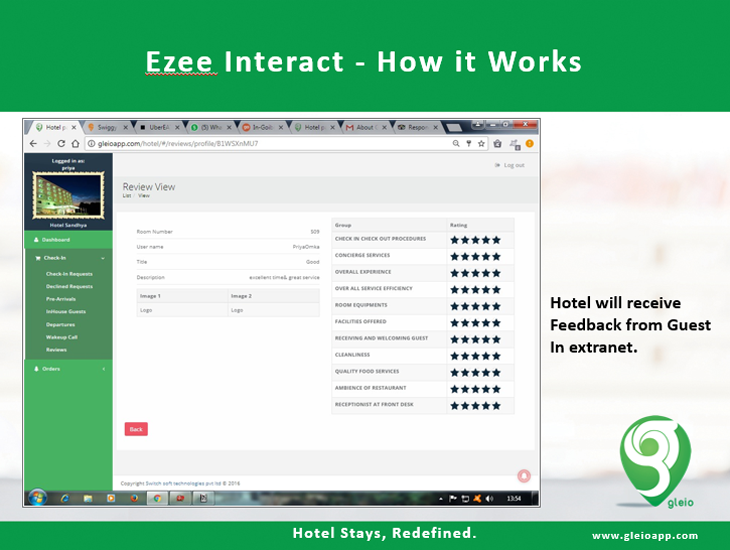 Ezee Interact - How it Works
Hotel p
Swiggy
UberEA
(5) Wha
In-Goib
Hotel p
About G
Respon
gleioapp.com/hotel/#/reviews/profile/B1WSXnMU7
Logged in as:
priya
Hotel Sandhya
Dashboard
Check-In
Check-In Requests
Declined Requests
Pre-Arrivals
InHouse Guests
Departures
Wakeup Call
Reviews
Orders
Log out
Review View
List View
Room Number 509
User name PriyaOmka
Title Good
Description excellent time& great service
Image 1 Image 2
Logo Logo
Group Rating
CHECK IN CHECK OUT PROCEDURES
CONCIERGE SERVICES
OVERALL EXPERIENCE
OVER ALL SERVICE EFFICIENCY
ROOM EQUIPMENTS
FACILITIES OFFERED
RECEIVING AND WELCOMING GUEST
CLEANLINESS
QUALITY FOOD SERVICES
AMBIENCE OF RESTAURANT
RECEPTIONIST AT FRONT DESK
Back
Copyright Switch soft technologies pvt ltd © 2016
13:54
Hotel will receive
Feedback from Guest
In extranet.
gleio
Hotel Stays, Redefined.
www.gleioapp.com